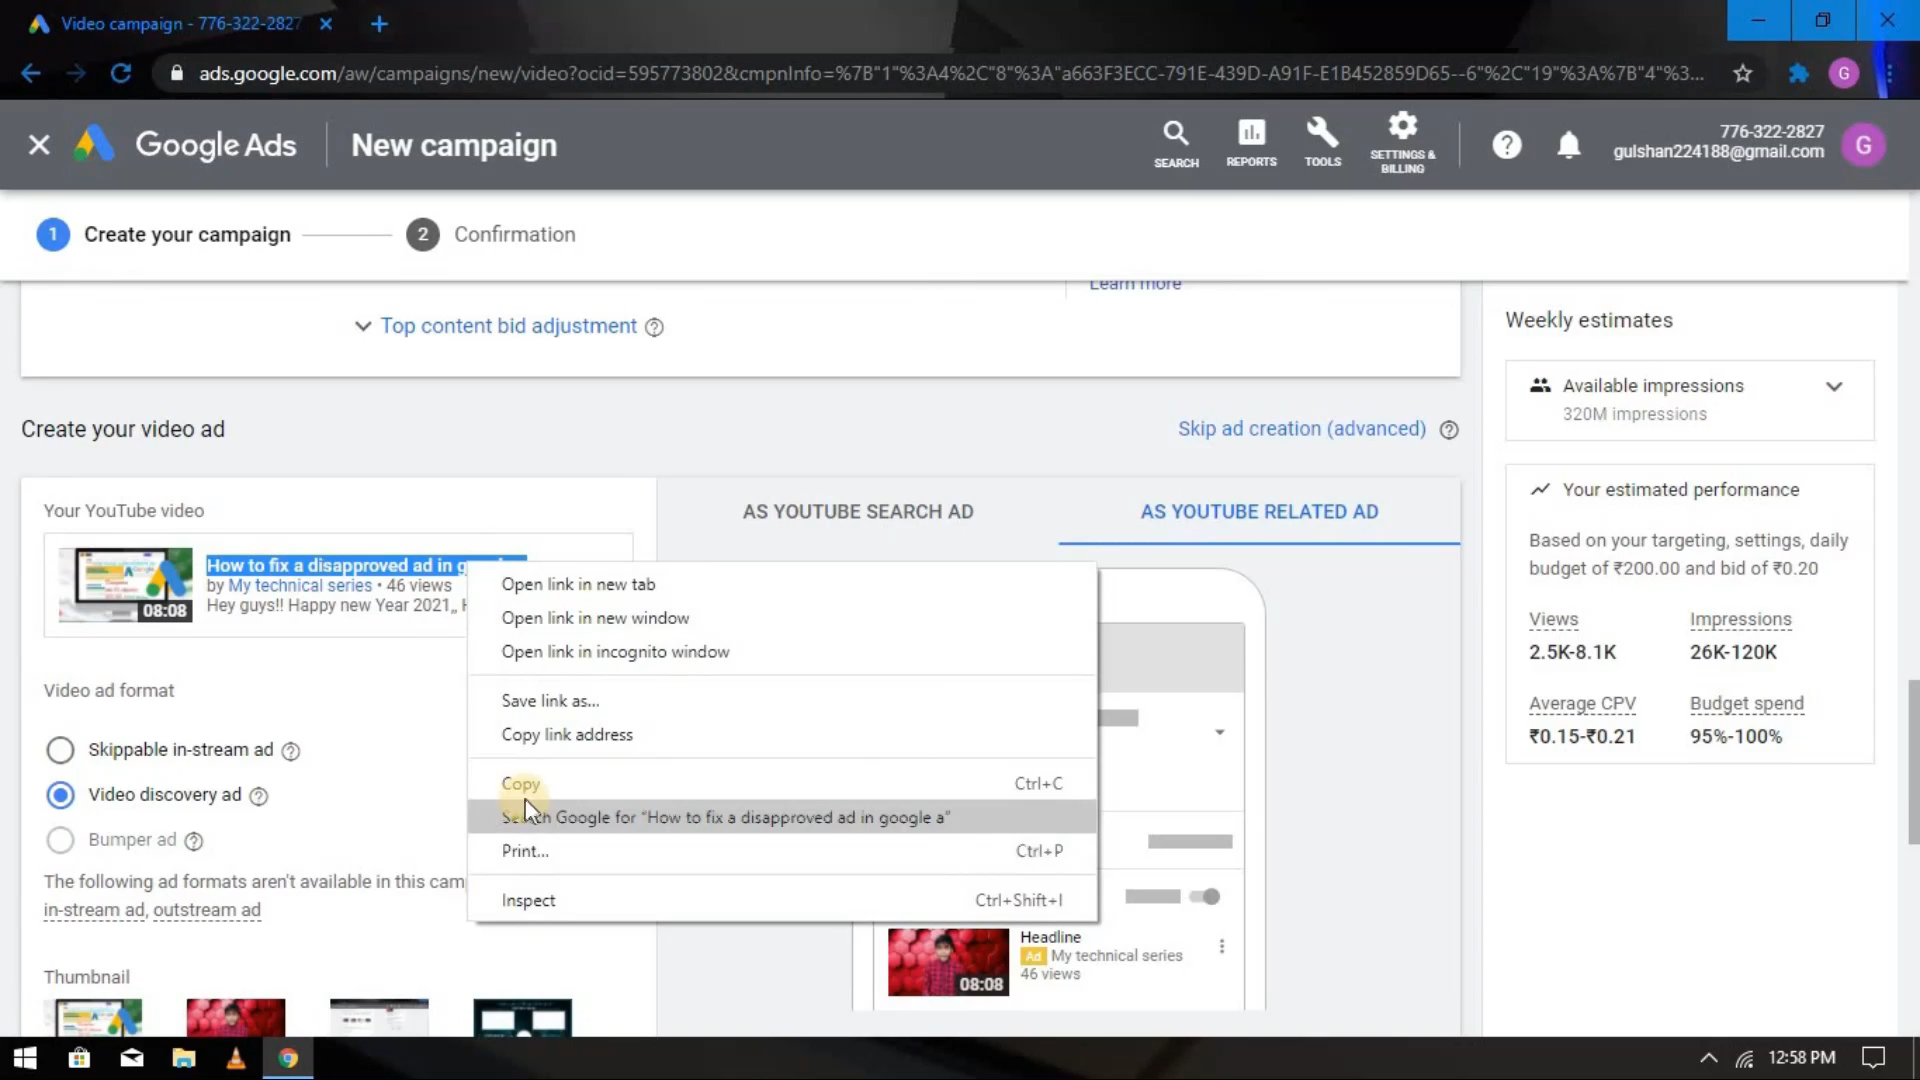 Video campaign - 776-322-2827
ads.google.com/aw/campaigns/new/video?ocid=595773802&cmpnInfo=%7B"1"%3A4%2C"8"%3A"a663F3ECC-791E-439D-A91F-E1B452859D65--6"%2C"19"%3A%7B"4"%3...
G
Google Ads
New campaign
SEARCH
REPORTS
TOOLS
SETTINGS &
BILLING
776-322-2827
gulshan224188@gmail.com
G
1 Create your campaign
2 Confirmation
Learn more
Top content bid adjustment
Weekly estimates
Available impressions
320M impressions
Create your video ad
Skip ad creation (advanced)
Your YouTube video
AS YOUTUBE SEARCH AD
AS YOUTUBE RELATED AD
08:08
How to fix a disapproved ad in
by My technical series • 46 views
Hey guys!! Happy new Year 2021,,
Open link in new tab
Open link in new window
Open link in incognito window
Save link as...
Copy link address
Copy Ctrl+C
Search Google for “How to fix a disapproved ad in google a”
Print... Ctrl+P
Inspect Ctrl+Shift+I
Video ad format
Skippable in-stream ad
Video discovery ad
Bumper ad
The following ad formats aren't available in this
in-stream ad, outstream ad
Thumbnail
Headline
Ad My technical series
46 views
08:08
Your estimated performance
Based on your targeting, settings, daily
budget of ₹200.00 and bid of ₹0.20
Views
Impressions
2.5K-8.1K
26K-120K
Average CPV
Budget spend
₹0.15-₹0.21
95%-100%
12:58 PM